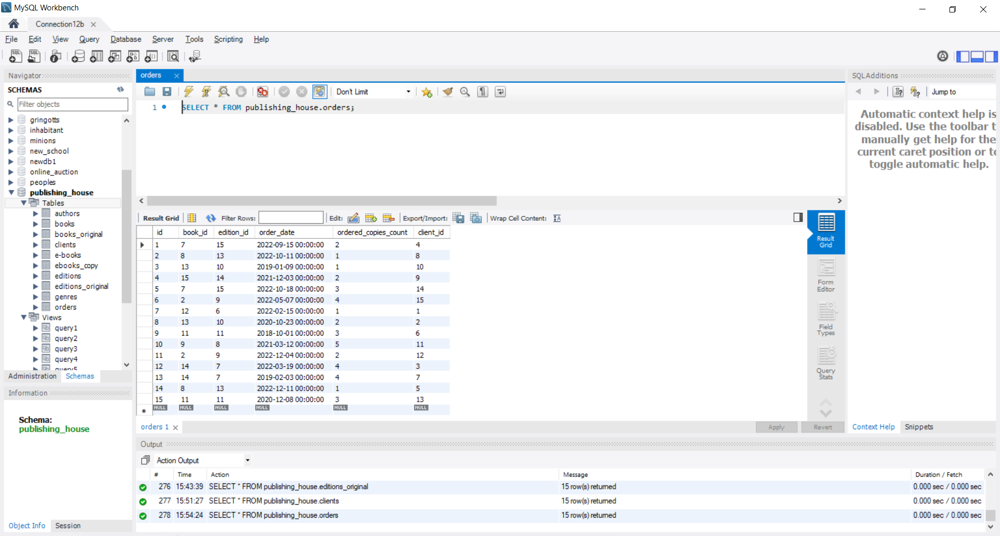 MySQL Workbench
Connection12b
File Edit View Query Database Server Tools Scripting Help
Navigator
SCHEMAS
Filter objects
gringotts
inhabitant
minions
new_school
newdb1
online_auction
peoples
publishing_house
Tables
authors
books
books_original
clients
e-books
ebooks_copy
editions
editions_original
genres
orders
Views
query1
query2
query3
query4
query5
Administration Schemas
Information
Schema:
publishing_house
Object Info Session
orders
Don't Limit
1 SELECT * FROM publishing_house.orders;
Result Grid Filter Rows: Edit: Export/Import: Wrap Cell Content:
id book_id edition_id order_date ordered_copies_count client_id
1 7 15 2022-09-15 00:00:00 2 4
2 8 13 2022-10-11 00:00:00 1 8
3 13 10 2019-01-09 00:00:00 1 10
4 15 14 2021-12-03 00:00:00 2 9
5 7 15 2022-10-18 00:00:00 3 14
6 2 9 2022-05-07 00:00:00 4 15
7 12 6 2022-02-15 00:00:00 1 1
8 13 10 2020-10-23 00:00:00 2 2
9 11 11 2018-10-01 00:00:00 3 6
10 9 8 2021-03-12 00:00:00 5 11
11 2 9 2022-12-04 00:00:00 2 12
12 14 7 2022-03-19 00:00:00 4 3
13 14 7 2019-02-03 00:00:00 4 7
14 8 13 2022-12-11 00:00:00 1 5
15 11 11 2020-12-08 00:00:00 3 13
NULL NULL NULL NULL NULL NULL
Result
Grid
Form
Editor
Field
Types
Query
Stats
orders 1
Apply Revert
SQLAdditions
Jump to
Automatic context help is
disabled. Use the toolbar t
manually get help for the
current caret position or to
toggle automatic help.
Context Help Snippets
Output
Action Output
# Time Action Message Duration / Fetch
276 15:43:39 SELECT * FROM publishing_house.editions_original 15 row(s) returned 0.000 sec / 0.000 sec
277 15:51:27 SELECT * FROM publishing_house.clients 15 row(s) returned 0.000 sec / 0.000 sec
278 15:54:24 SELECT * FROM publishing_house.orders 15 row(s) returned 0.000 sec / 0.000 sec